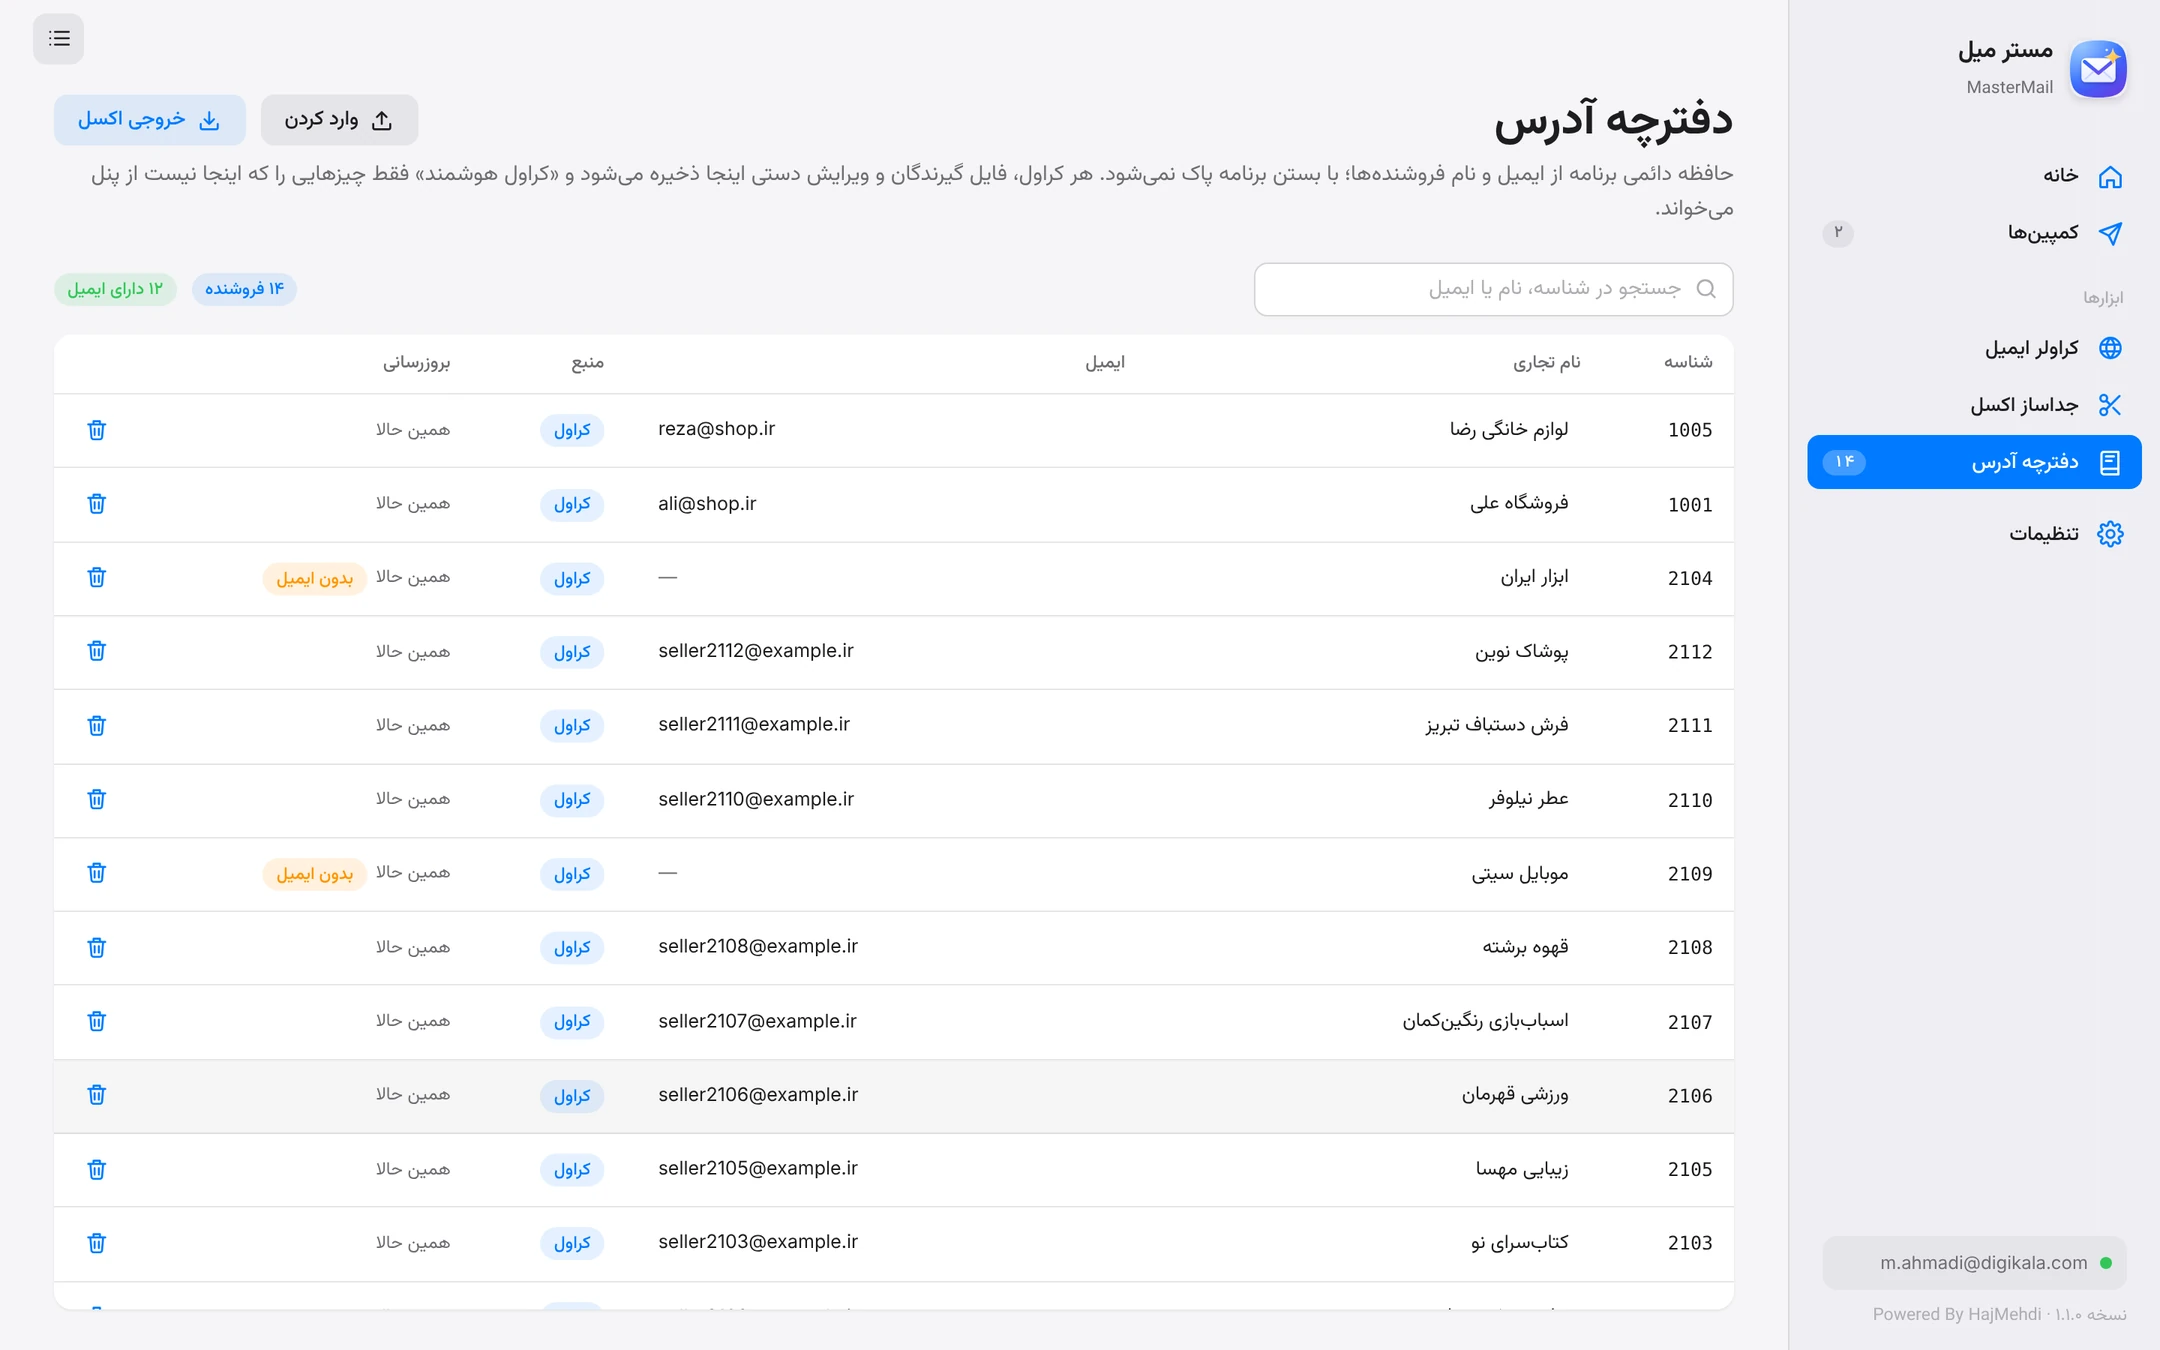 مستر میل
MasterMail
خانه
کمپین‌ها ۲
ابزارها
کراولر ایمیل
جداساز اکسل
دفترچه آدرس ۱۴
تنظیمات
m.ahmadi@digikala.com
نسخه ۱.۱.۰ · Powered By HajMehdi
دفترچه آدرس
وارد کردن
خروجی اکسل
حافظه دائمی برنامه از ایمیل و نام فروشنده‌ها؛ با بستن برنامه پاک نمی‌شود. هر کراول، فایل گیرندگان و ویرایش دستی اینجا ذخیره می‌شود و «کراول هوشمند» فقط چیزهایی را که اینجا نیست از پنل
می‌خواند.
جستجو در شناسه، نام یا ایمیل
۱۴ فروشنده
۱۲ دارای ایمیل
شناسه نام تجاری ایمیل منبع بروزرسانی
1005 لوازم خانگی رضا reza@shop.ir کراول همین حالا
1001 فروشگاه علی ali@shop.ir کراول همین حالا
2104 ابزار ایران — کراول همین حالا بدون ایمیل
2112 پوشاک نوین seller2112@example.ir کراول همین حالا
2111 فرش دستباف تبریز seller2111@example.ir کراول همین حالا
2110 عطر نیلوفر seller2110@example.ir کراول همین حالا
2109 موبایل سیتی — کراول همین حالا بدون ایمیل
2108 قهوه برشته seller2108@example.ir کراول همین حالا
2107 اسباب‌بازی رنگین‌کمان seller2107@example.ir کراول همین حالا
2106 ورزشی قهرمان seller2106@example.ir کراول همین حالا
2105 زیبایی مهسا seller2105@example.ir کراول همین حالا
2103 کتاب‌سرای نو seller2103@example.ir کراول همین حالا